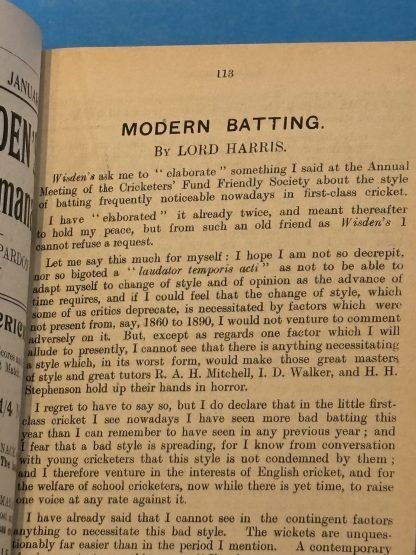 113
MODERN BATTING.
By LORD HARRIS.
Wisden's ask me to "elaborate" something I said at the Annual
Meeting of the Cricketers' Fund Friendly Society about the style
of batting frequently noticeable nowadays in first-class cricket.
I have "elaborated" it already twice, and meant thereafter
to hold my peace, but from such an old friend as Wisden's I
cannot refuse a request.
Let me say this much for myself: I hope I am not so decrepit,
nor so bigoted a "laudator temporis acti" as not to be able to
adapt myself to change of style and of opinion as the advance of
time requires, and if I could feel that the change of style, which
some of us critics deprecate, is necessitated by factors which were
not present from, say, 1860 to 1890, I would not venture to comment
adversely on it. But, except as regards one factor which I will
allude to presently, I cannot see that there is anything necessitating
a style which, in its worst form, would make those great masters
of style and great tutors R. A. H. Mitchell, I. D. Walker, and H. H.
Stephenson hold up their hands in horror.
I regret to have to say so, but I do declare that in the little first-
class cricket I see nowadays I have seen more bad batting this
year than I can remember to have seen in any previous year; and
I fear that a bad style is spreading, for I know from conversation
with young cricketers that this style is not condemned by them;
and I therefore venture in the interests of English cricket, and for
the welfare of school cricketers, now while there is yet time, to raise
one voice at any rate against it.
I have already said that I cannot see in the contingent factors
anything to necessitate this bad style. The wickets are unques-
tionably far easier than in the period I mention. A contemporary
JANUA
DEN'
man
PARDO
1/4